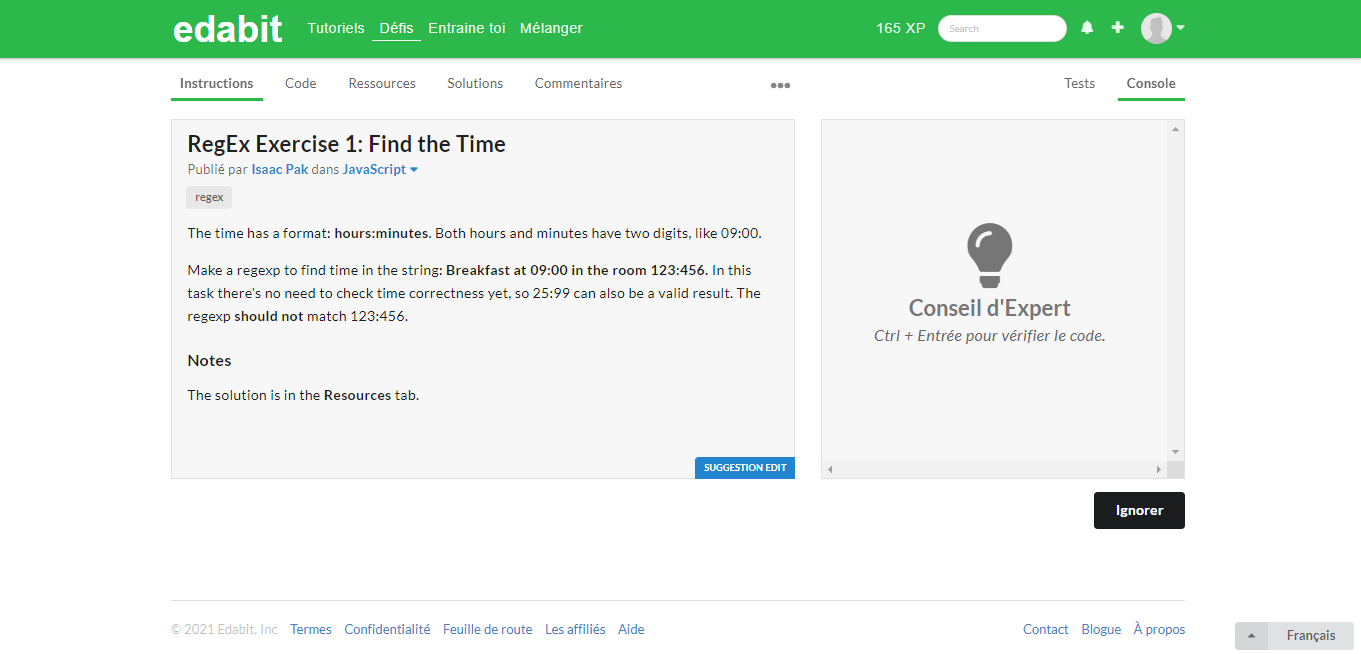 edabit Tutoriels Défis Entraine toi Mélanger 165 XP Search
Instructions Code Ressources Solutions Commentaires Tests Console
RegEx Exercise 1: Find the Time
Publié par Isaac Pak dans JavaScript
regex
The time has a format: hours:minutes. Both hours and minutes have two digits, like 09:00.
Make a regexp to find time in the string: Breakfast at 09:00 in the room 123:456. In this
task there's no need to check time correctness yet, so 25:99 can also be a valid result. The
regexp should not match 123:456.
Notes
The solution is in the Resources tab.
SUGGESTION EDIT
Conseil d'Expert
Ctrl + Entrée pour vérifier le code.
Ignorer
© 2021 Edabit, Inc Termes Confidentialité Feuille de route Les affiliés Aide Contact Blogue À propos
Français